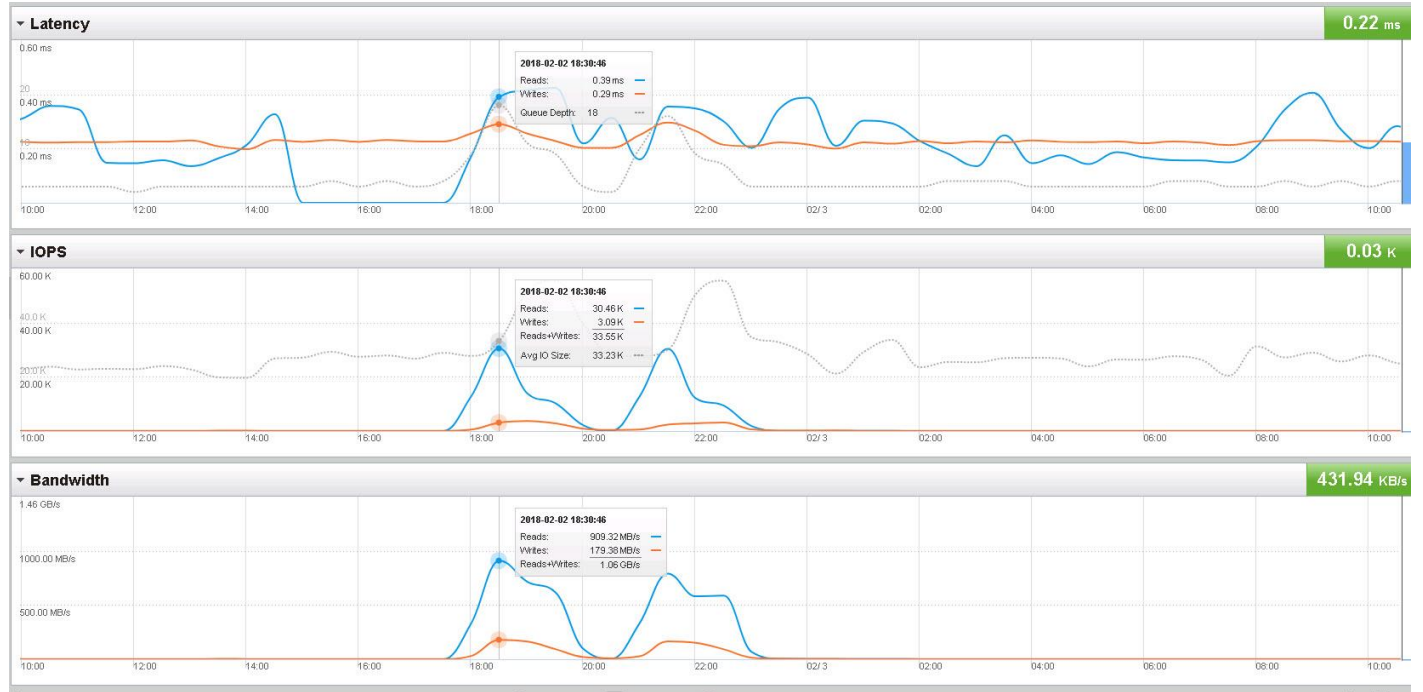 Latency 0.22 ms
0.60 ms
20
0.40 ms
10
0.20 ms
2018-02-02 18:30:46
Reads: 0.39 ms
Writes: 0.29 ms
Queue Depth: 18
10:00 12:00 14:00 16:00 18:00 20:00 22:00 02/ 3 02:00 04:00 06:00 08:00 10:00
IOPS 0.03 K
60.00 K
40.0 K
40.00 K
20.0 K
20.00 K
2018-02-02 18:30:46
Reads: 30.46 K
Writes: 3.09 K
Reads+Writes: 33.55 K
Avg IO Size: 33.23 K
10:00 12:00 14:00 16:00 18:00 20:00 22:00 02/ 3 02:00 04:00 06:00 08:00 10:00
Bandwidth 431.94 KB/s
1.46 GB/s
1000.00 MB/s
500.00 MB/s
2018-02-02 18:30:46
Reads: 909.32 MB/s
Writes: 179.38 MB/s
Reads+Writes: 1.06 GB/s
10:00 12:00 14:00 16:00 18:00 20:00 22:00 02/ 3 02:00 04:00 06:00 08:00 10:00